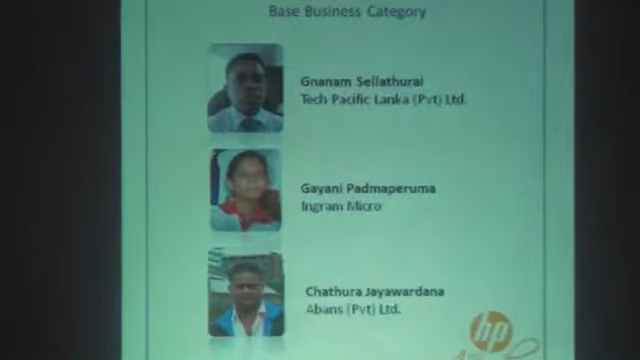 Base Business Category
Gnanam Sellathurai
Tech Pacific Lanka (Pvt) Ltd.
Gayani Padmaperuma
Ingram Micro
Chathura Jayawardana
Abans (Pvt) Ltd.
hp